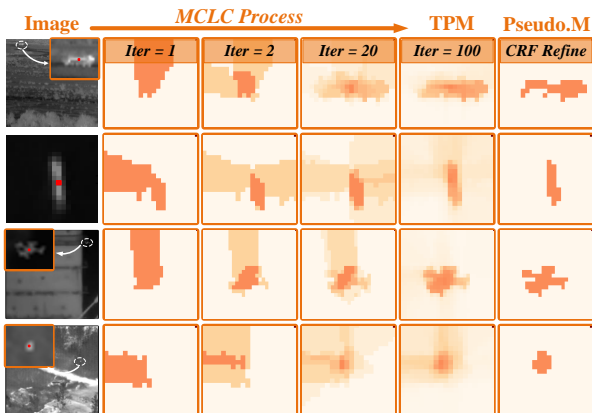 Image MCLC Process TPM Pseudo.M
Iter = 1 Iter = 2 Iter = 20 Iter = 100 CRF Refine